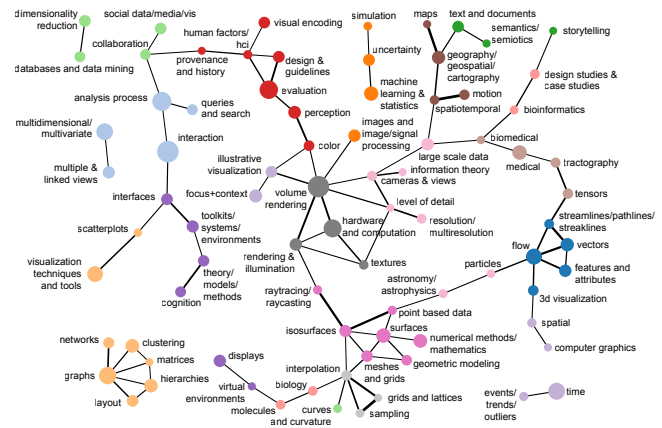 dimensionality
reduction
social data/media/vis
collaboration
databases and data mining
human factors/
hci
provenance
and history
visual encoding
design &
guidelines
evaluation
perception
color
simulation
uncertainty
machine
learning &
statistics
images and
image/signal
processing
maps
text and documents
semantics/
semiotics
geography/
geospatial/
cartography
motion
spatiotemporal
storytelling
design studies &
case studies
bioinformatics
biomedical
medical
tractography
tensors
analysis process
queries
and search
multidimensional/
multivariate
multiple &
linked views
interaction
interfaces
illustrative
visualization
focus+context
volume
rendering
large scale data
information theory
cameras & views
level of detail
resolution/
multiresolution
hardware
and computation
textures
rendering &
illumination
scatterplots
visualization
techniques
and tools
toolkits/
systems/
environments
theory/
models/
methods
cognition
streamlines/pathlines/
streaklines
flow
vectors
features and
attributes
3d visualization
particles
astronomy/
astrophysics
spatial
computer graphics
raytracing/
raycasting
isosurfaces
point based data
surfaces
numerical methods/
mathematics
geometric modeling
meshes
and grids
interpolation
networks
clustering
matrices
graphs
hierarchies
layout
displays
virtual
environments
biology
molecules
curves
and curvature
grids and lattices
sampling
events/
trends/
outliers
time